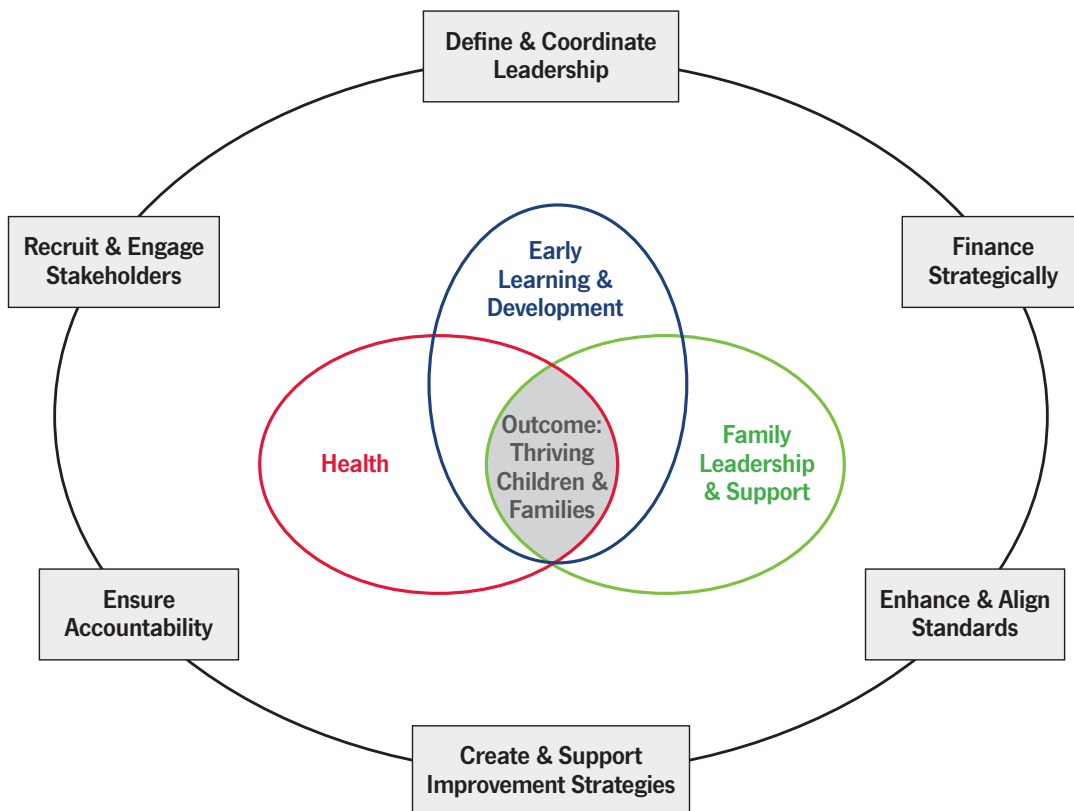 Define & Coordinate
Leadership
Recruit & Engage
Stakeholders
Finance
Strategically
Early
Learning &
Development
Health
Outcome:
Thriving
Children &
Families
Family
Leadership
& Support
Ensure
Accountability
Enhance & Align
Standards
Create & Support
Improvement Strategies